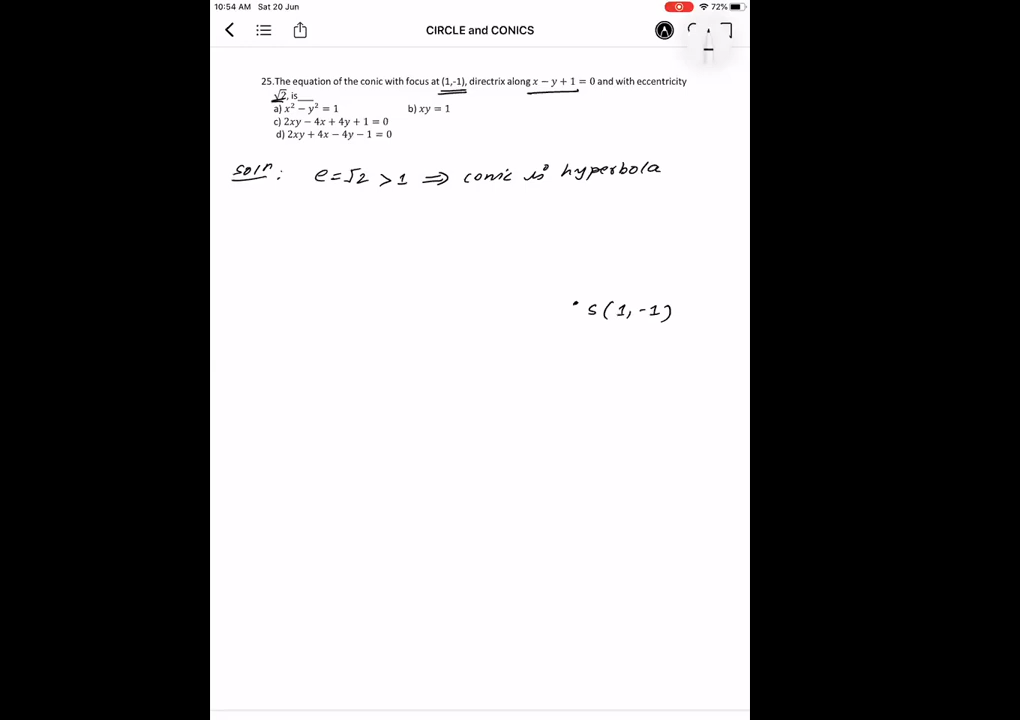 10:54 AM Sat 20 Jun 72%
CIRCLE and CONICS
25.The equation of the conic with focus at (1,-1), directrix along x − y + 1 = 0 and with eccentricity
√2, is___
a) x² − y² = 1 b) xy = 1
c) 2xy − 4x + 4y + 1 = 0
d) 2xy + 4x − 4y − 1 = 0
soln: e = √2 > 1 ⇒ conic is hyperbola
S(1, -1)